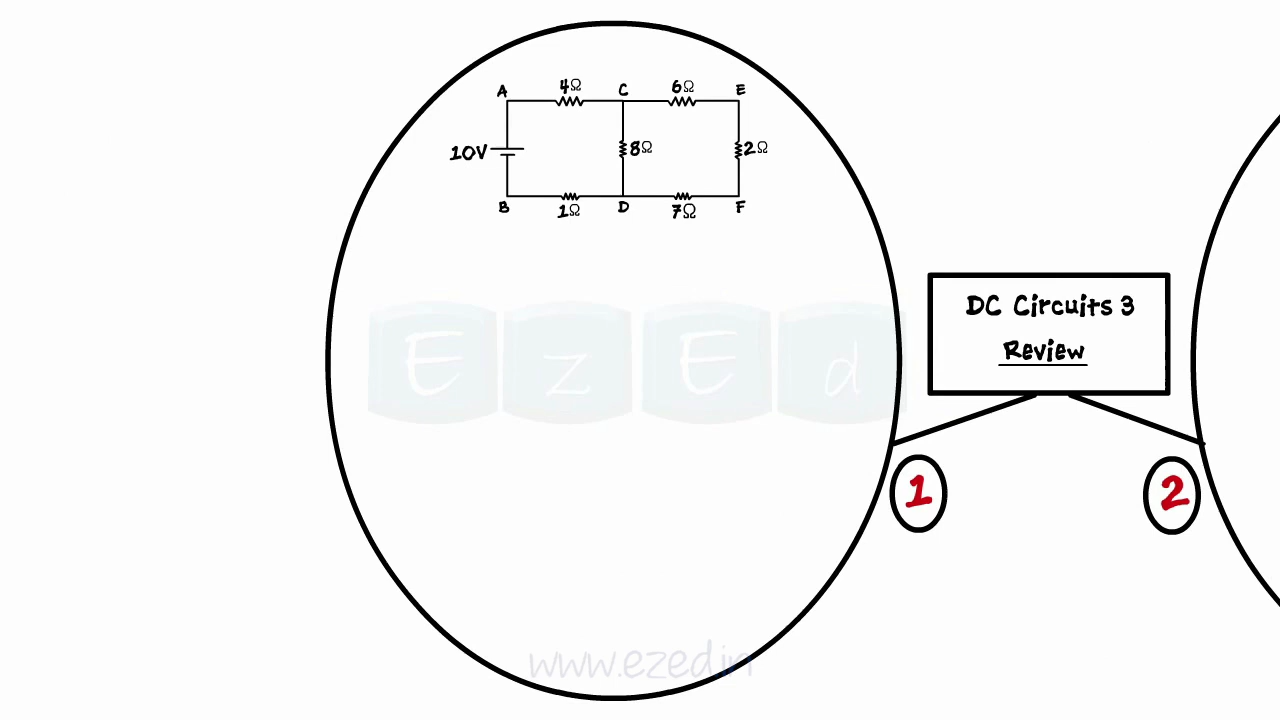 A 4Ω C 6Ω E
10V 8Ω 2Ω
B 1Ω D 7Ω F
DC Circuits 3
Review
EzEd
1 2
www.ezed.in